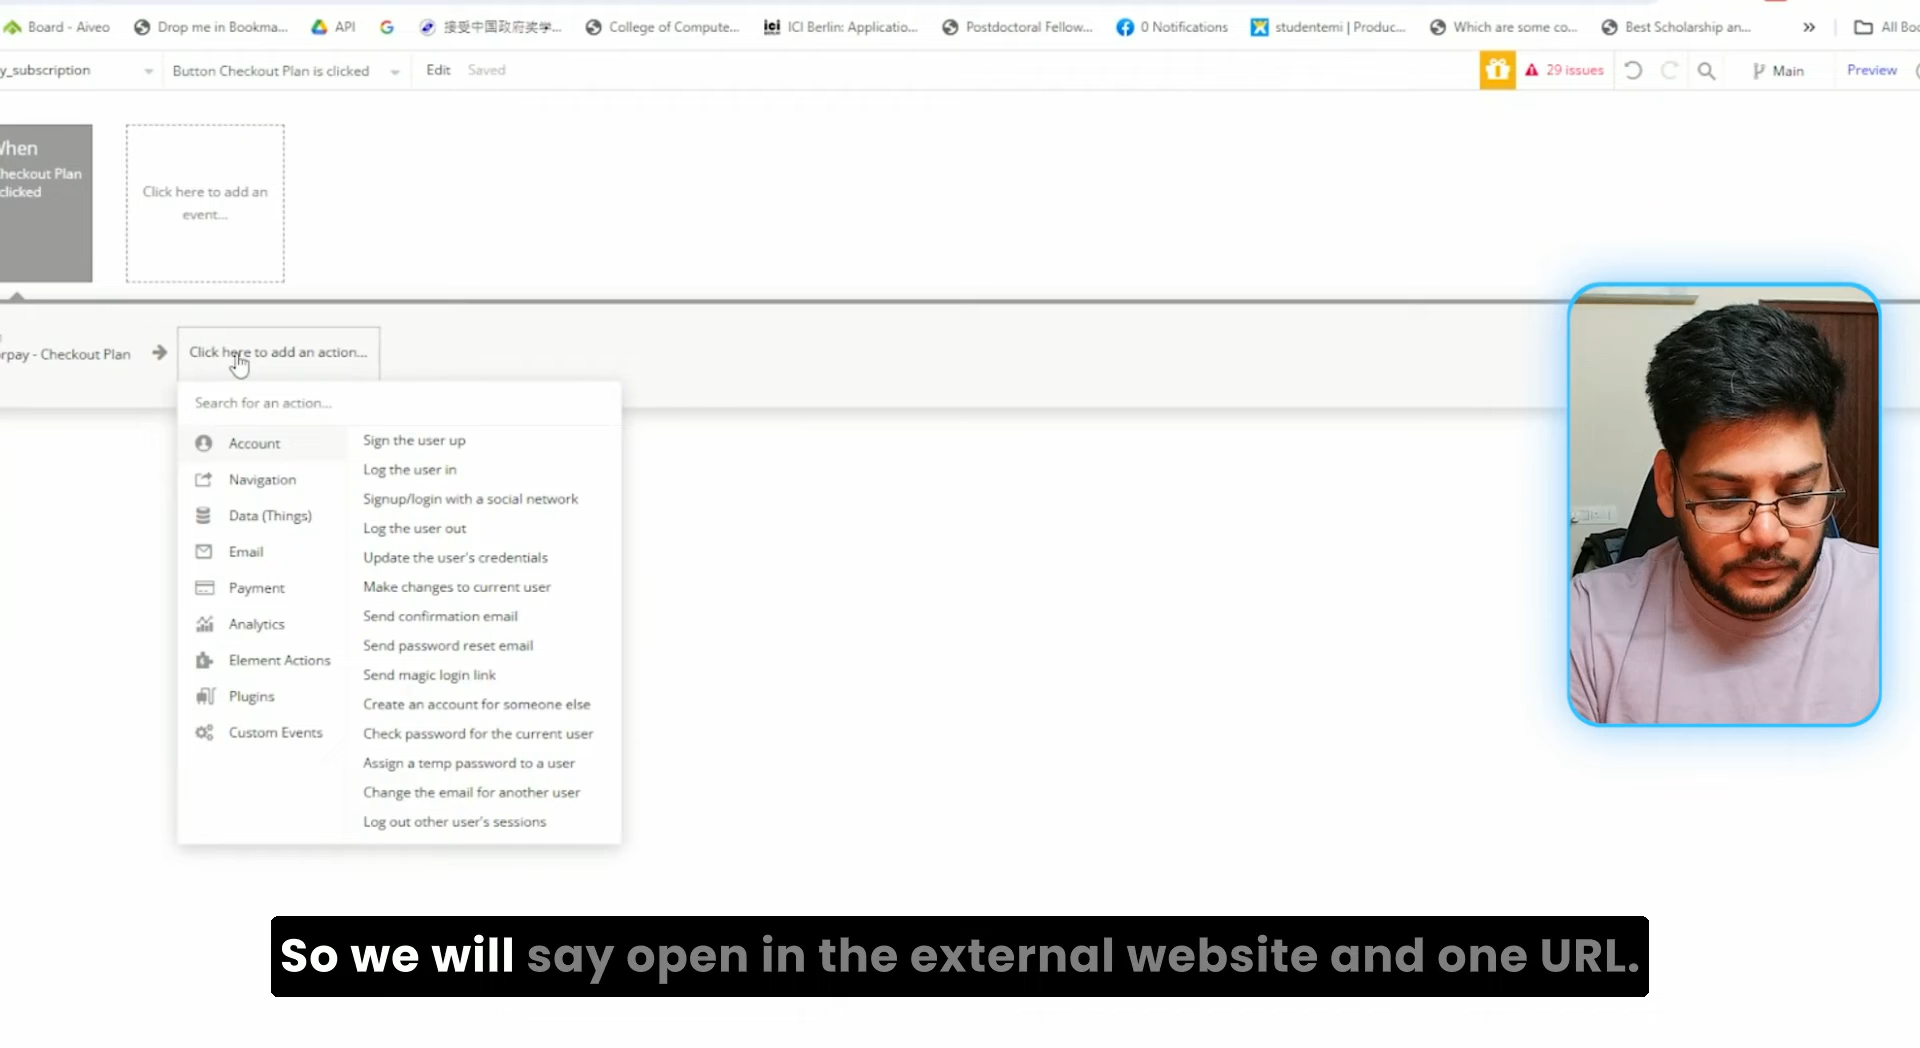 Board - Aiveo
Drop me in Bookma...
API
接受中国政府奖学...
College of Compute...
ici
ICI Berlin: Applicatio...
Postdoctoral Fellow...
0 Notifications
studentemi | Produc...
Which are some co...
Best Scholarship an...
»
All Boo
y_subscription
Button Checkout Plan is clicked
Edit
Saved
29 issues
Main
Preview
When
heckout Plan
clicked
Click here to add an
event...
rpay - Checkout Plan
Click here to add an action...
Search for an action...
Account
Navigation
Data (Things)
Email
Payment
Analytics
Element Actions
Plugins
Custom Events
Sign the user up
Log the user in
Signup/login with a social network
Log the user out
Update the user's credentials
Make changes to current user
Send confirmation email
Send password reset email
Send magic login link
Create an account for someone else
Check password for the current user
Assign a temp password to a user
Change the email for another user
Log out other user's sessions
So we will say open in the external website and one URL.